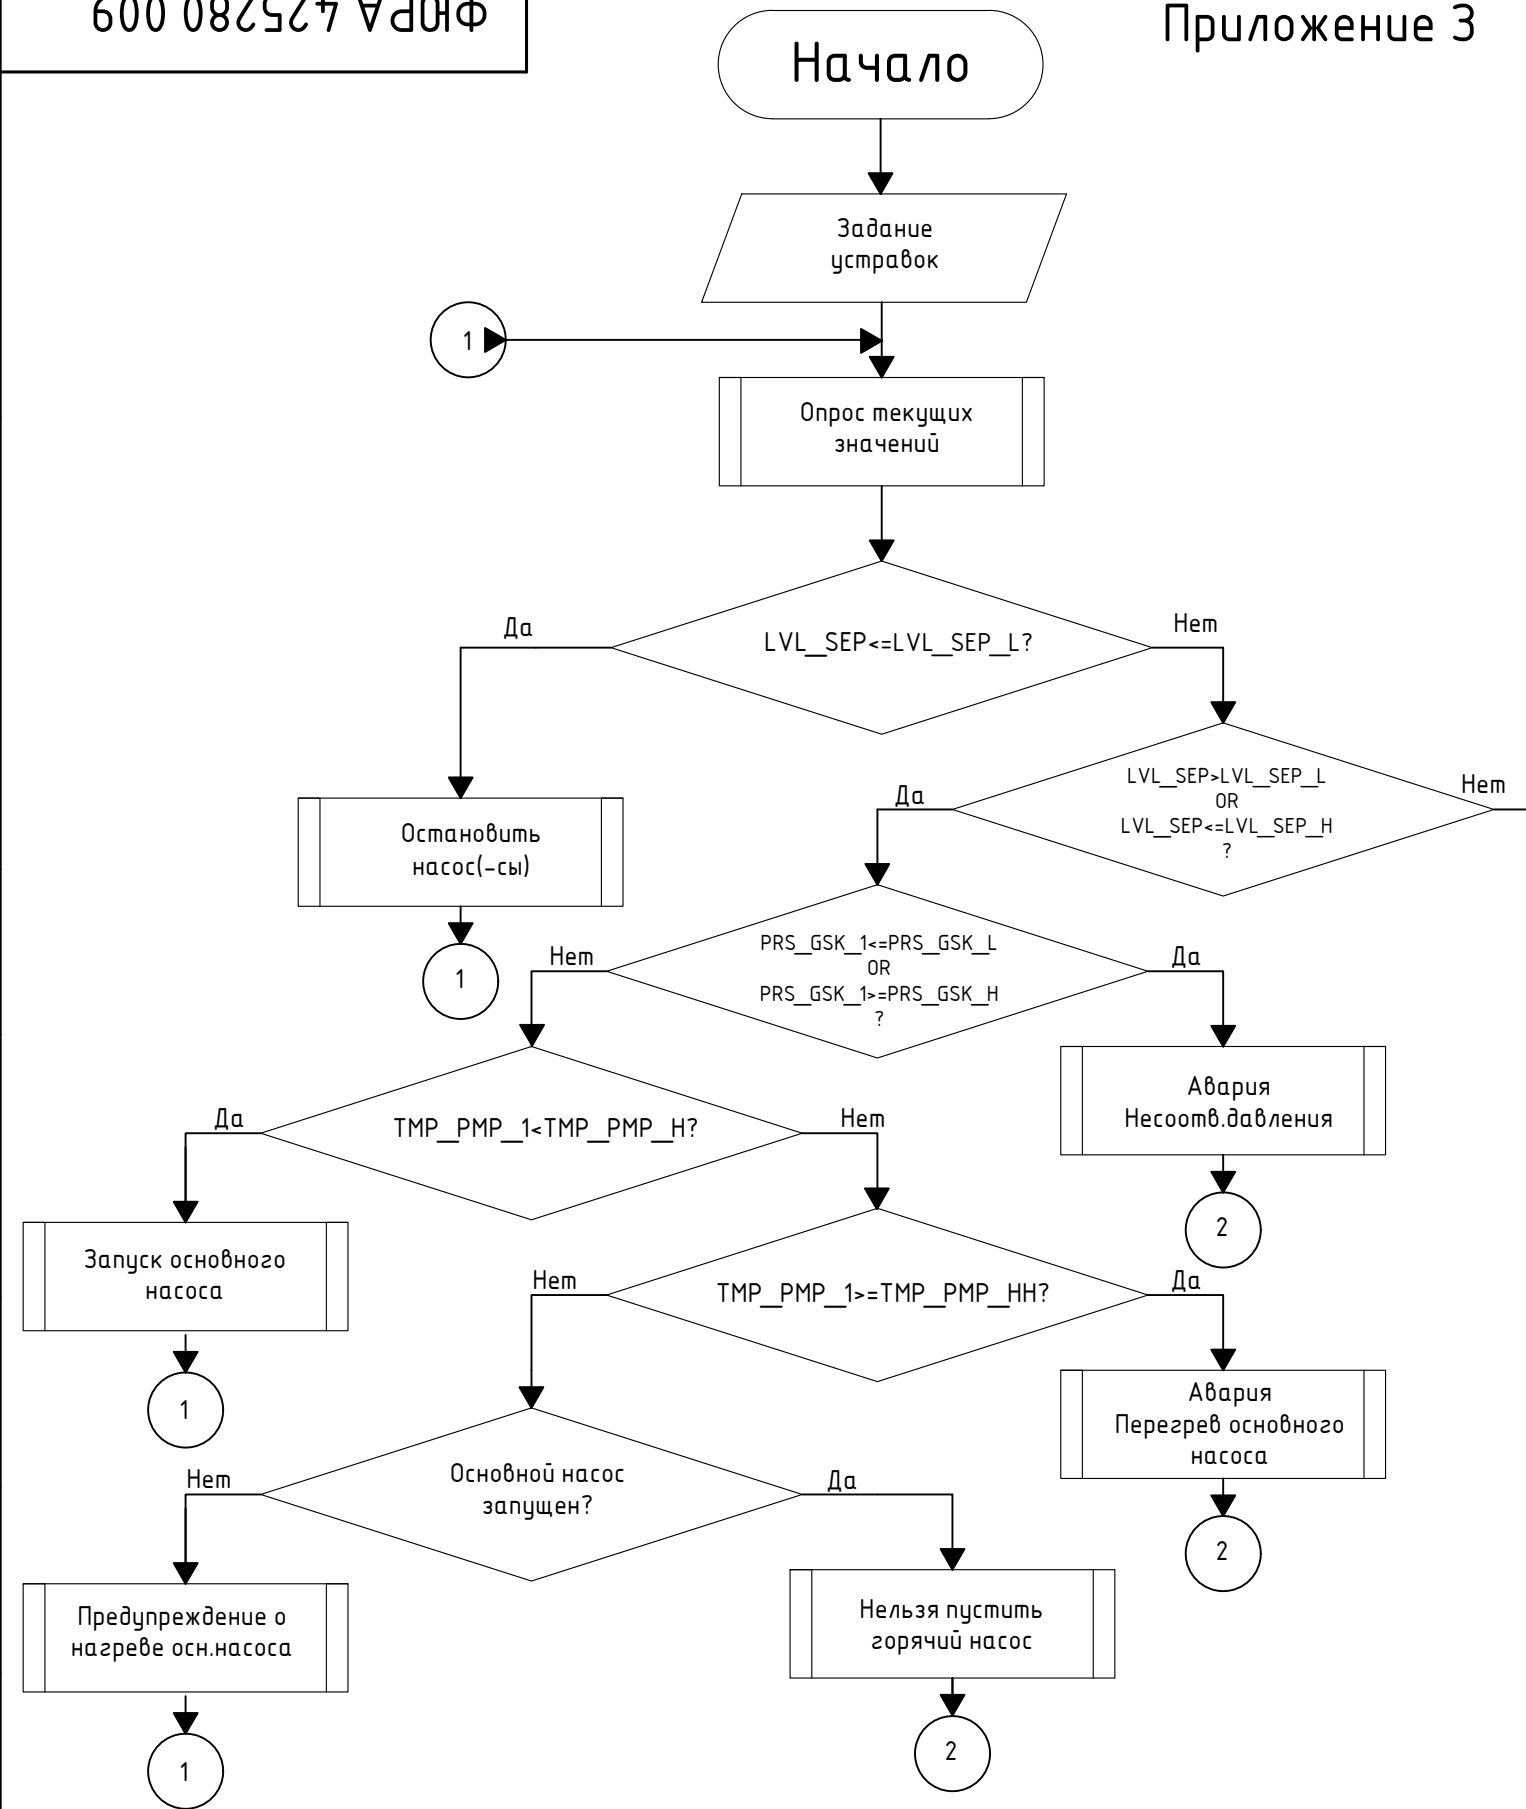 ФЮРА 425280 009
Приложение 3
Начало
Задание
устравок
1
Опрос текущих
значений
LVL_SEP<=LVL_SEP_L?
Да
Нет
LVL_SEP>LVL_SEP_L
OR
LVL_SEP<=LVL_SEP_H
?
Да
Нет
Остановить
насос(-сы)
1
PRS_GSK_1<=PRS_GSK_L
OR
PRS_GSK_1>=PRS_GSK_H
?
Нет
Да
Авария
Несоотв.давления
2
TMP_PMP_1<TMP_PMP_H?
Да
Нет
Запуск основного
насоса
1
TMP_PMP_1>=TMP_PMP_HH?
Нет
Да
Авария
Перегрев основного
насоса
2
Основной насос
запущен?
Нет
Да
Предупреждение о
нагреве осн.насоса
1
Нельзя пустить
горячий насос
2